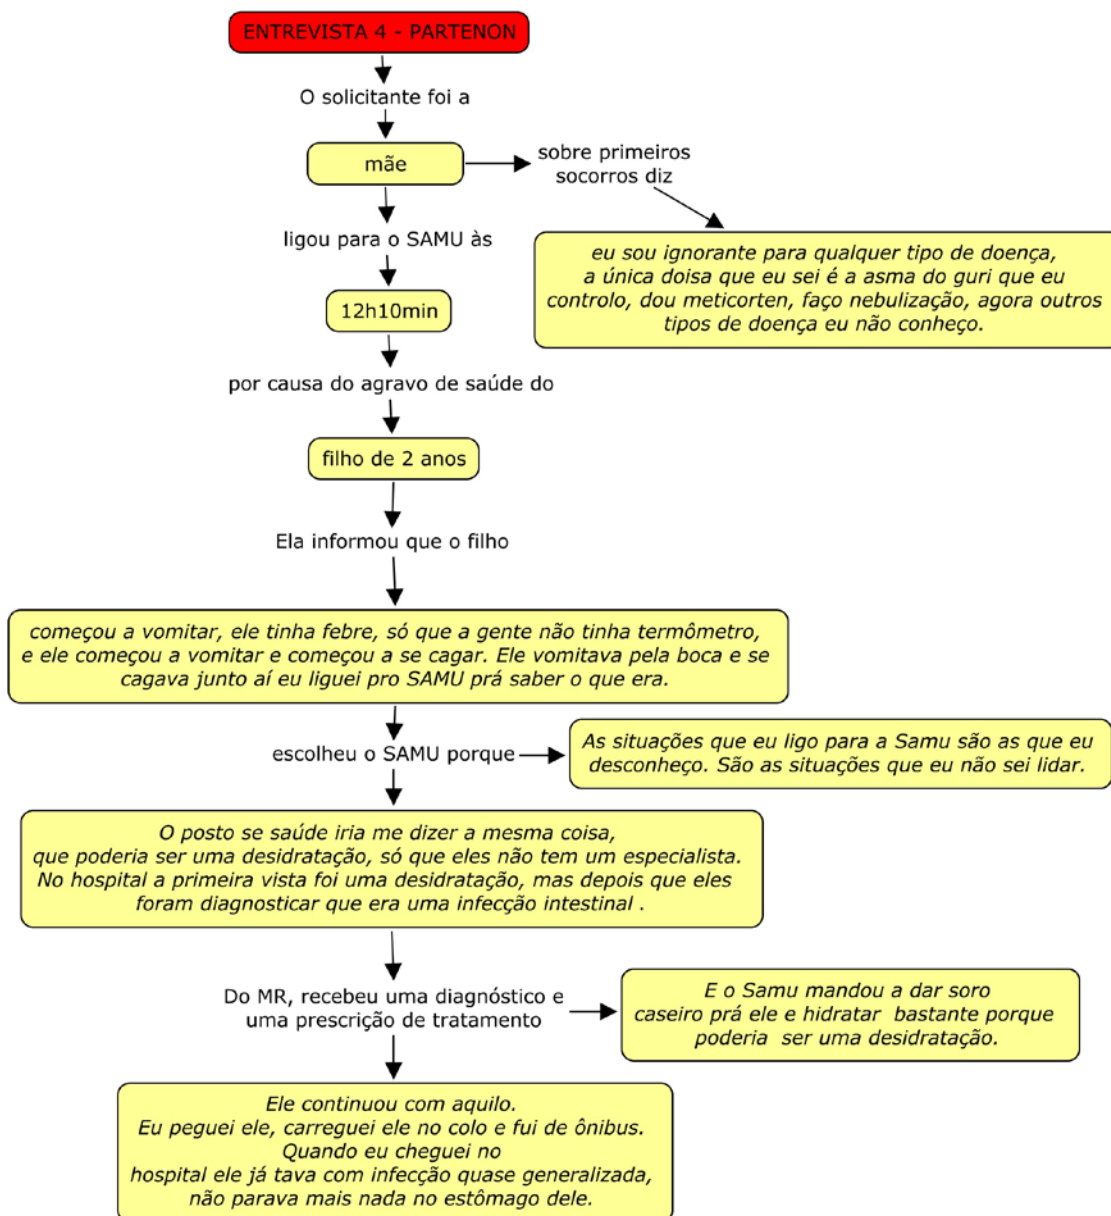 ENTREVISTA 4 - PARTENON
O solicitante foi a
mãe
sobre primeiros
socorros diz
eu sou ignorante para qualquer tipo de doença,
a única doisa que eu sei é a asma do guri que eu
controlo, dou meticorten, faço nebulização, agora outros
tipos de doença eu não conheço.
ligou para o SAMU às
12h10min
por causa do agravo de saúde do
filho de 2 anos
Ela informou que o filho
começou a vomitar, ele tinha febre, só que a gente não tinha termômetro,
e ele começou a vomitar e começou a se cagar. Ele vomitava pela boca e se
cagava junto aí eu liguei pro SAMU prá saber o que era.
escolheu o SAMU porque
As situações que eu ligo para a Samu são as que eu
desconheço. São as situações que eu não sei lidar.
O posto se saúde iria me dizer a mesma coisa,
que poderia ser uma desidratação, só que eles não tem um especialista.
No hospital a primeira vista foi uma desidratação, mas depois que eles
foram diagnosticar que era uma infecção intestinal .
Do MR, recebeu uma diagnóstico e
uma prescrição de tratamento
E o Samu mandou a dar soro
caseiro prá ele e hidratar bastante porque
poderia ser uma desidratação.
Ele continuou com aquilo.
Eu peguei ele, carreguei ele no colo e fui de ônibus.
Quando eu cheguei no
hospital ele já tava com infecção quase generalizada,
não parava mais nada no estômago dele.